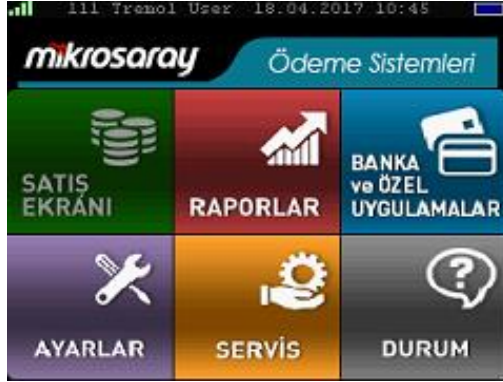 111 Tremol User 18.04.2017 10:45
mikrosaray
Ödeme Sistemleri
SATIŞ
EKRANI
RAPORLAR
BANKA
ve ÖZEL
UYGULAMALAR
AYARLAR
SERVİS
DURUM